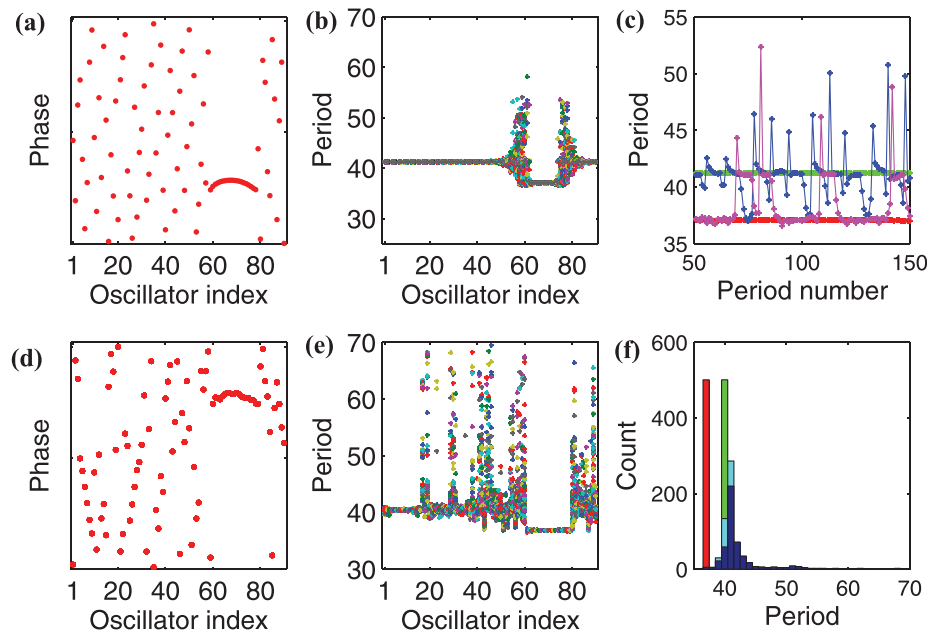 (a)
Phase
1 20 40 60 80
Oscillator index
(b)
Period
70
60
50
40
30
1 20 40 60 80
Oscillator index
(c)
Period
55
50
45
40
35
50 100 150
Period number
(d)
Phase
1 20 40 60 80
Oscillator index
(e)
Period
70
60
50
40
30
1 20 40 60 80
Oscillator index
(f)
Count
600
400
200
0
40 50 60 70
Period